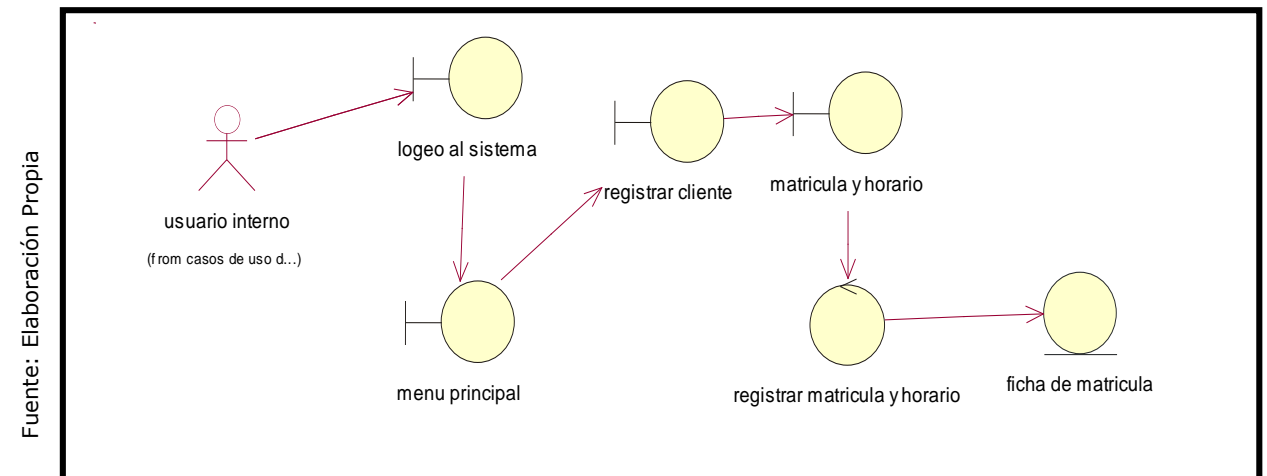 Fuente: Elaboración Propia
logeo al sistema
registrar cliente
matricula y horario
usuario interno
(from casos de uso d...)
menu principal
registrar matricula y horario
ficha de matricula